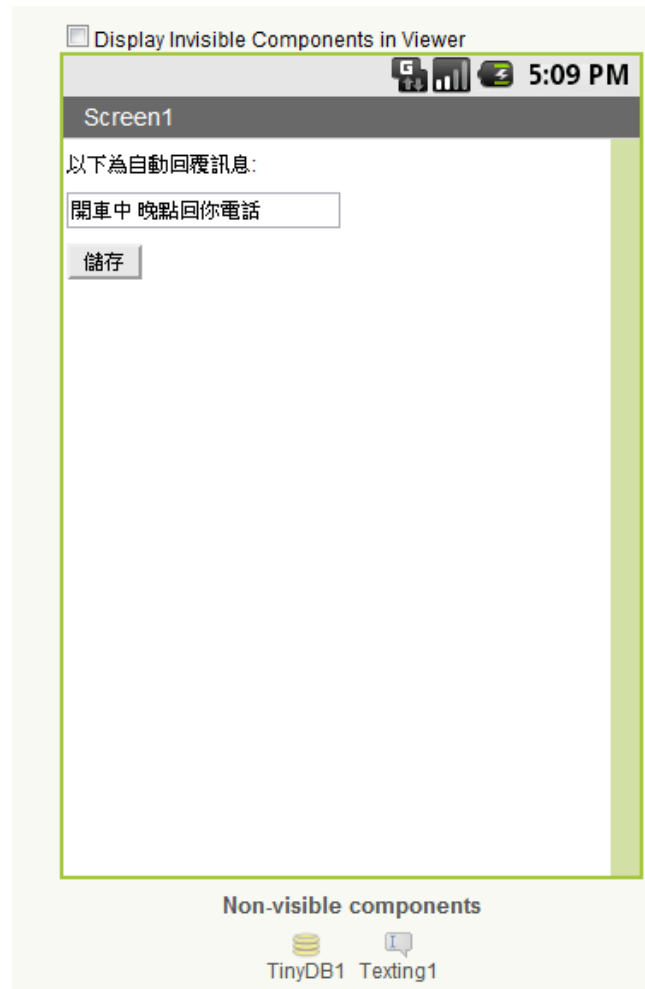 Display Invisible Components in Viewer
5:09 PM
Screen1
以下為自動回覆訊息:
開車中 晚點回你電話
儲存
Non-visible components
TinyDB1 Texting1